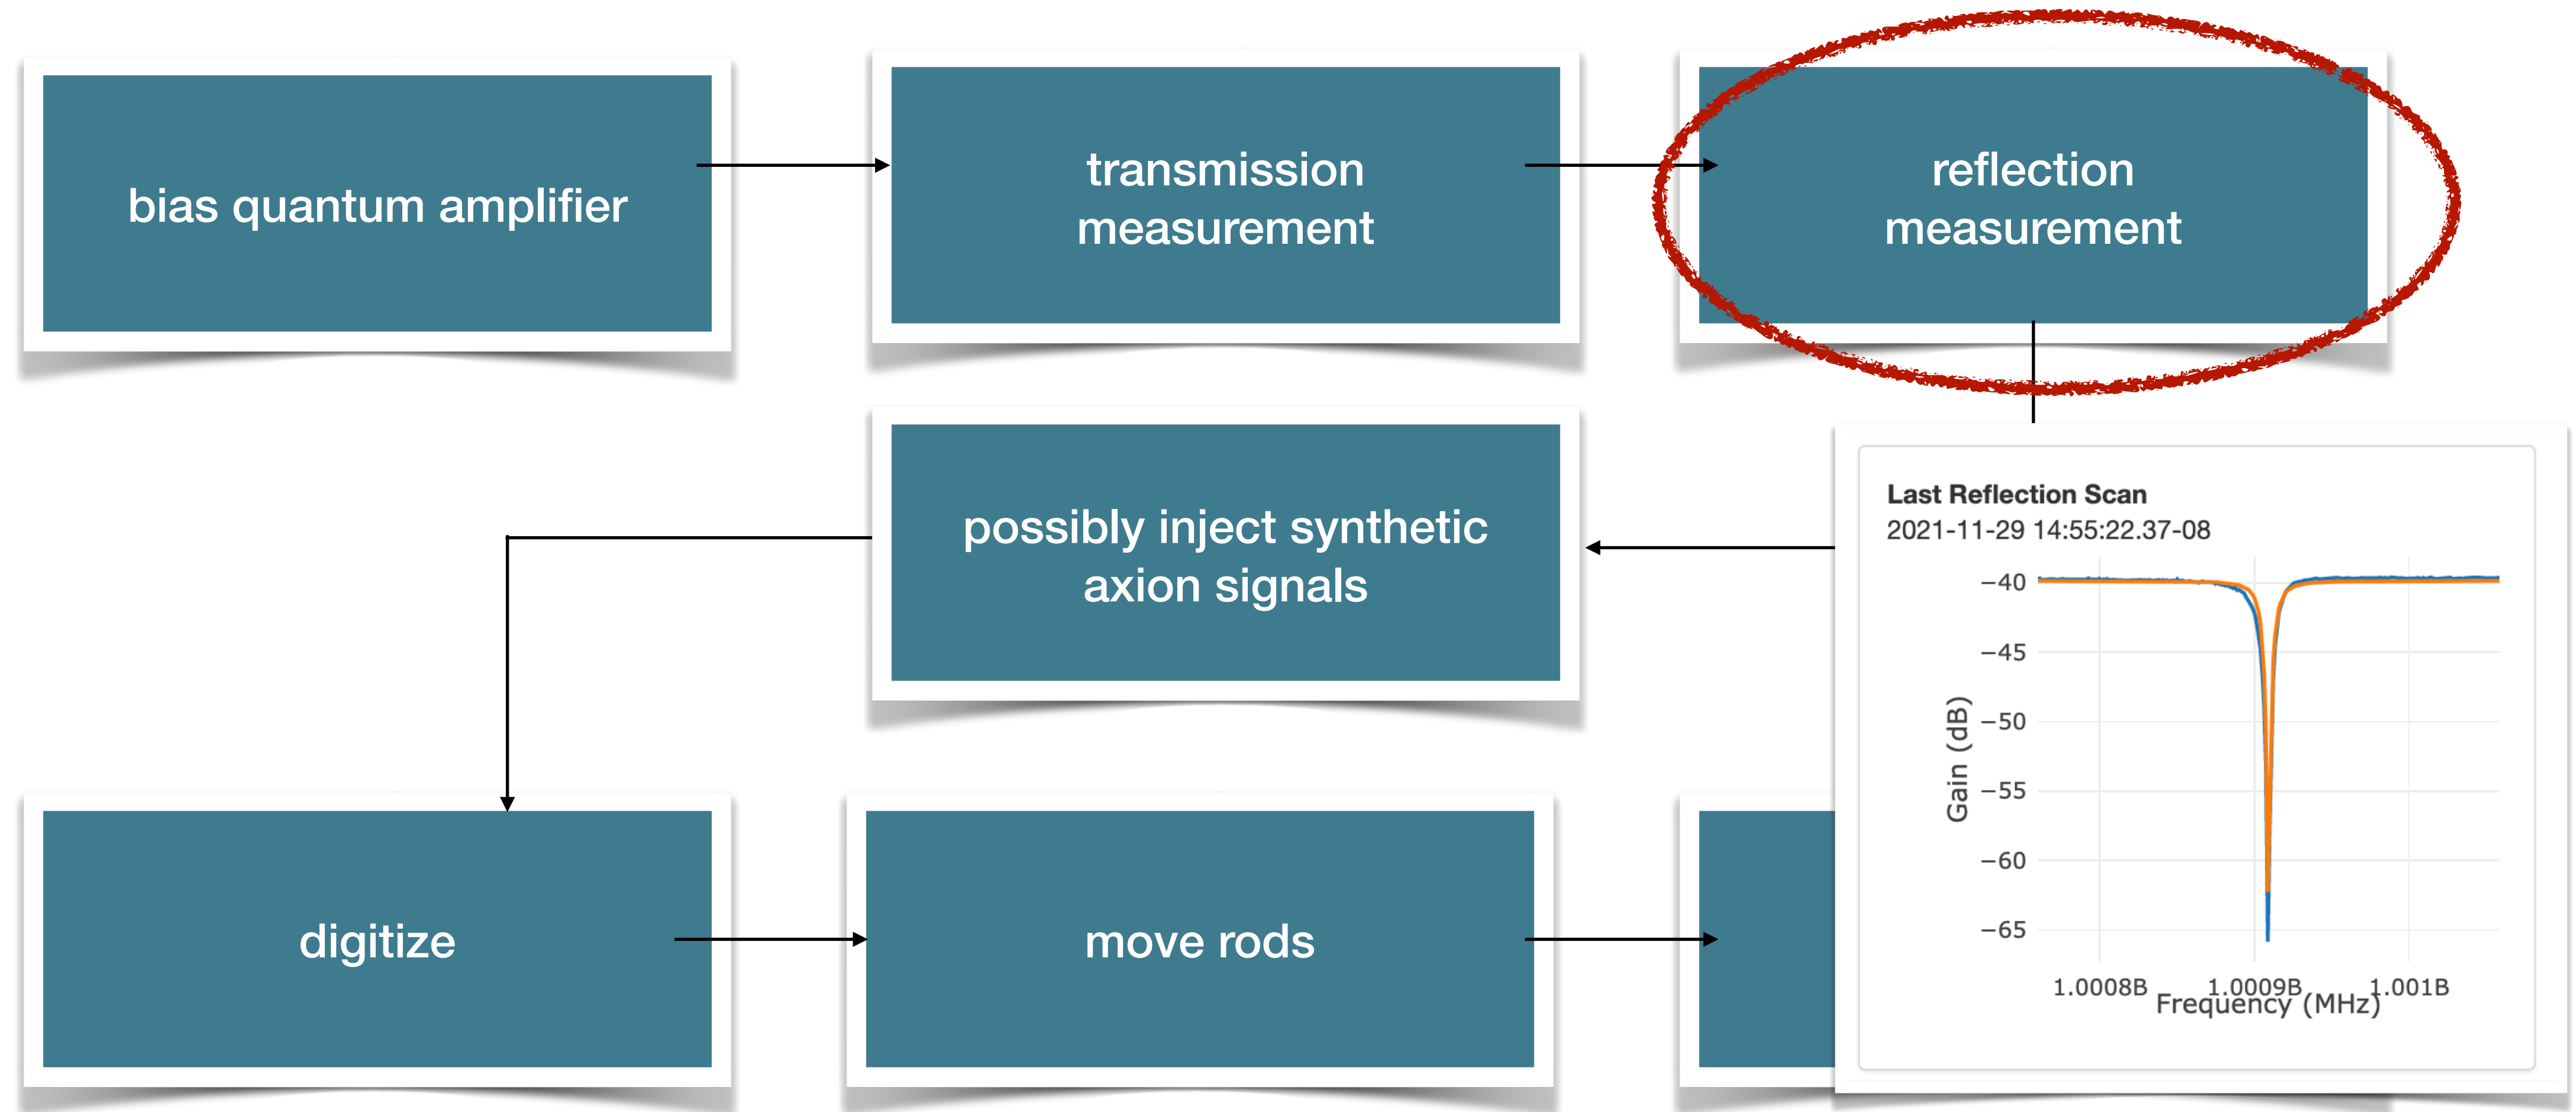 bias quantum amplifier
transmission
measurement
reflection
measurement
possibly inject synthetic
axion signals
Last Reflection Scan
2021-11-29 14:55:22.37-08
−40
−45
−50
−55
−60
−65
Gain (dB)
1.0008B
1.0009B
1.001B
Frequency (MHz)
digitize
move rods